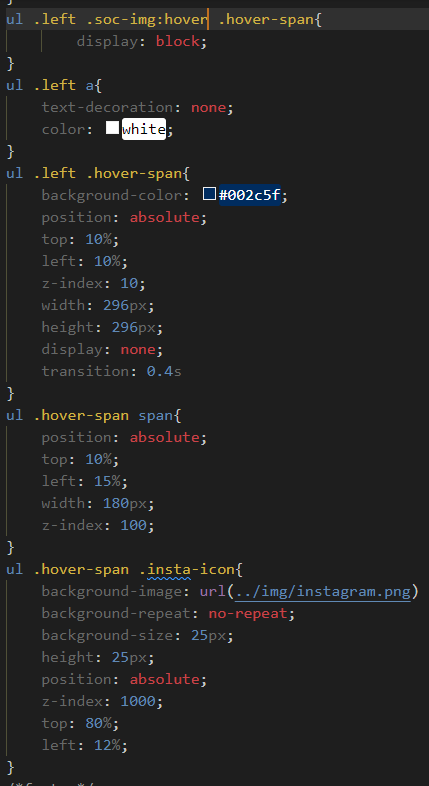 ul .left .soc-img:hover .hover-span{
display: block;
}
ul .left a{
text-decoration: none;
color: white;
}
ul .left .hover-span{
background-color: #002c5f;
position: absolute;
top: 10%;
left: 10%;
z-index: 10;
width: 296px;
height: 296px;
display: none;
transition: 0.4s
}
ul .hover-span span{
position: absolute;
top: 10%;
left: 15%;
width: 180px;
z-index: 100;
}
ul .hover-span .insta-icon{
background-image: url(../img/instagram.png)
background-repeat: no-repeat;
background-size: 25px;
height: 25px;
position: absolute;
z-index: 1000;
top: 80%;
left: 12%;
}